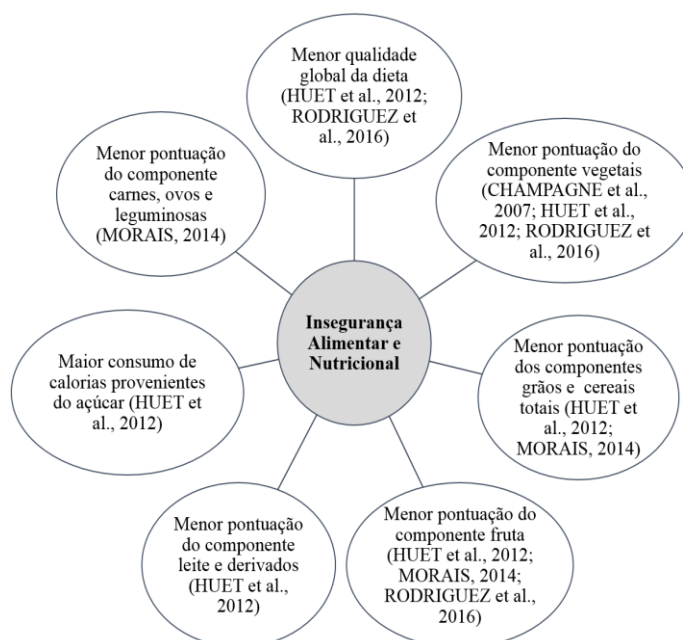 Menor qualidade
global da dieta
(HUET et al., 2012;
RODRIGUEZ et
al., 2016)
Menor pontuação do
componente vegetais
(CHAMPAGNE et al.,
2007; HUET et al.,
2012; RODRIGUEZ et
al., 2016)
Menor pontuação
dos componentes
grãos e cereais
totais (HUET et
al., 2012;
MORAIS, 2014)
Menor pontuação do
componente fruta
(HUET et al., 2012;
MORAIS, 2014;
RODRIGUEZ et al.,
2016)
Menor pontuação
do componente
leite e derivados
(HUET et al.,
2012)
Maior consumo de
calorias provenientes
do açúcar (HUET et
al., 2012)
Menor pontuação
do componente
carnes, ovos e
leguminosas
(MORAIS, 2014)
Insegurança
Alimentar e
Nutricional